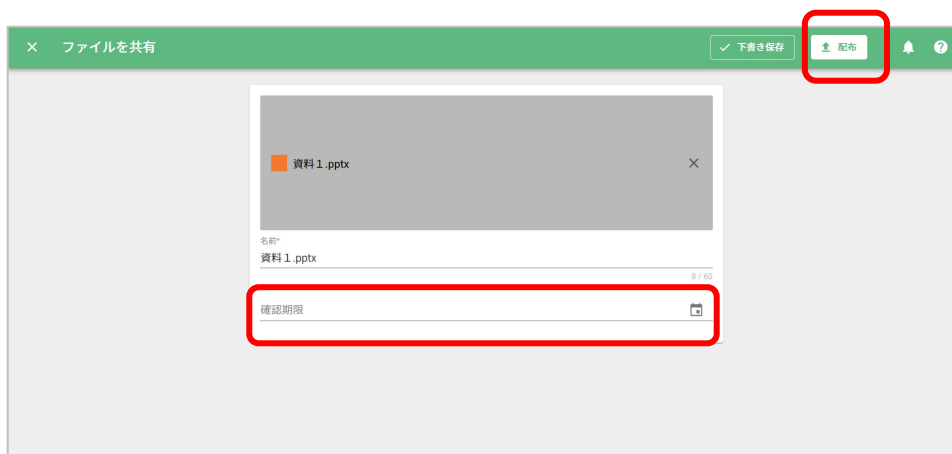 ファイルを共有
下書き保存
配布
資料１.pptx
名前*
資料１.pptx
8 / 60
確認期限